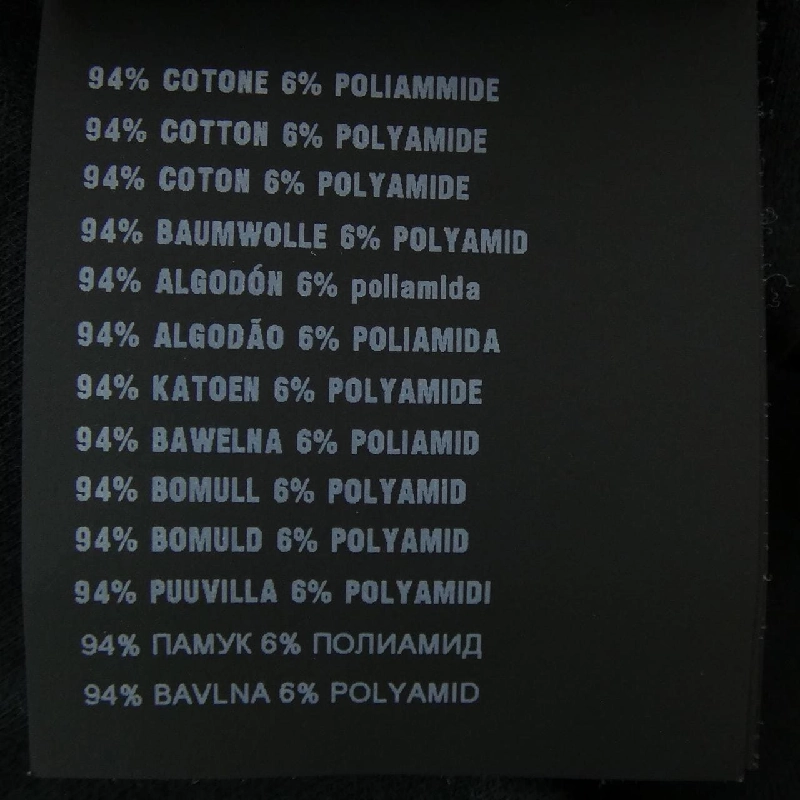 94% COTONE 6% POLIAMMIDE
94% COTTON 6% POLYAMIDE
94% COTON 6% POLYAMIDE
94% BAUMWOLLE 6% POLYAMID
94% ALGODÓN 6% poliamida
94% ALGODÃO 6% POLIAMIDA
94% KATOEN 6% POLYAMIDE
94% BAWELNA 6% POLIAMID
94% BOMULL 6% POLYAMID
94% BOMULD 6% POLYAMID
94% PUUVILLA 6% POLYAMIDI
94% ПАМУК 6% ПОЛИАМИД
94% BAVLNA 6% POLYAMID